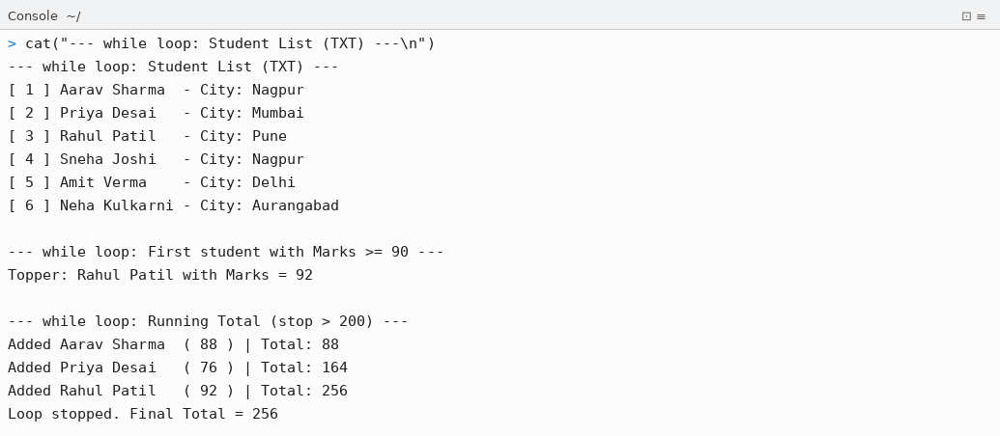 Console ~/
> cat("--- while loop: Student List (TXT) ---\n")
--- while loop: Student List (TXT) ---
[ 1 ] Aarav Sharma  - City: Nagpur
[ 2 ] Priya Desai   - City: Mumbai
[ 3 ] Rahul Patil   - City: Pune
[ 4 ] Sneha Joshi   - City: Nagpur
[ 5 ] Amit Verma    - City: Delhi
[ 6 ] Neha Kulkarni - City: Aurangabad

--- while loop: First student with Marks >= 90 ---
Topper: Rahul Patil with Marks = 92

--- while loop: Running Total (stop > 200) ---
Added Aarav Sharma  ( 88 ) | Total: 88
Added Priya Desai   ( 76 ) | Total: 164
Added Rahul Patil   ( 92 ) | Total: 256
Loop stopped. Final Total = 256